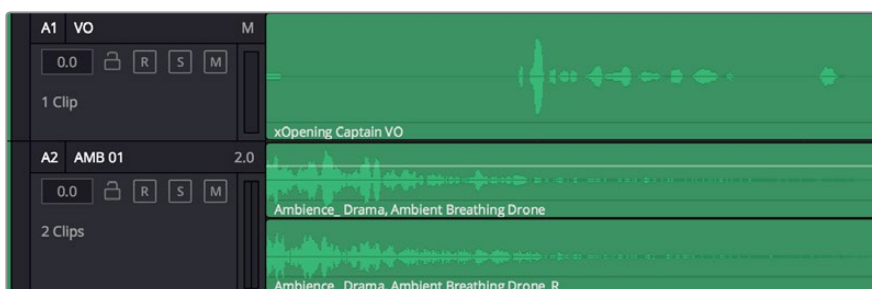 A1 VO M
0.0 R S M
1 Clip
xOpening Captain VO
A2 AMB 01 2.0
0.0 R S M
Ambience_ Drama, Ambient Breathing Drone
2 Clips
Ambience_ Drama, Ambient Breathing Drone_R